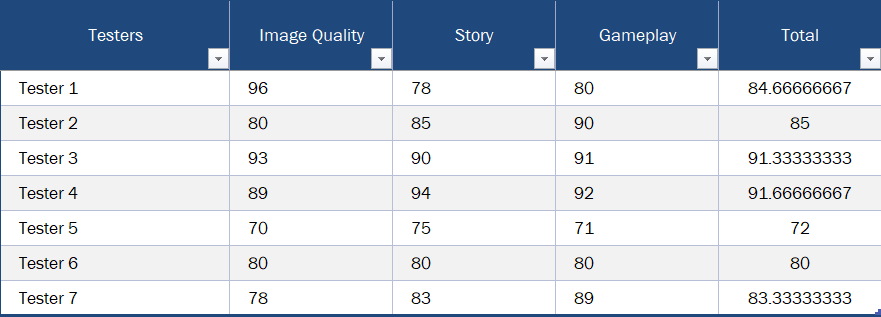 Testers Image Quality Story Gameplay Total
Tester 1 96 78 80 84.66666667
Tester 2 80 85 90 85
Tester 3 93 90 91 91.33333333
Tester 4 89 94 92 91.66666667
Tester 5 70 75 71 72
Tester 6 80 80 80 80
Tester 7 78 83 89 83.33333333